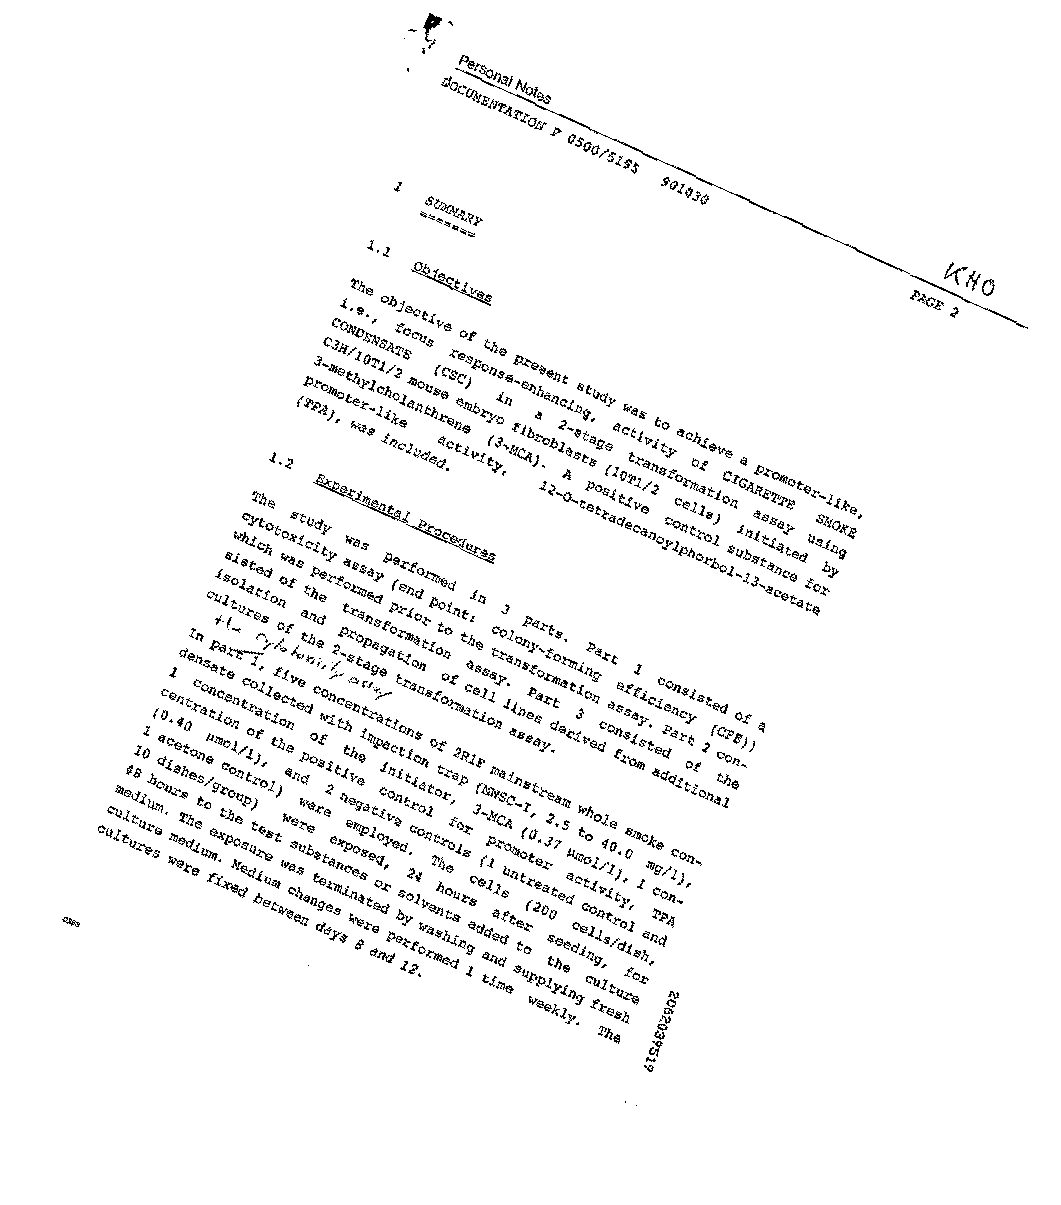 Personal Notes
DOCUMENTATION P 0500/5195 901030
KHO
PAGE 2
1 SUMMARY
=======
1.1 Objectives
The objective of the present study was to achieve a promoter-like,
i.e., focus response-enhancing, activity of CIGARETTE SMOKE
CONDENSATE (CSC) in a 2-stage transformation assay using
C3H/10T1/2 mouse embryo fibroblasts (10T1/2 cells) initiated by
3-methylcholanthrene (3-MCA). A positive control substance for
promoter-like activity, 12-O-tetradecanoylphorbol-13-acetate
(TPA), was included.
1.2 Experimental Procedures
The study was performed in 3 parts. Part 1 consisted of a
cytotoxicity assay (end point: colony-forming efficiency (CFE))
which was performed prior to the transformation assay. Part 2 con-
sisted of the transformation assay. Part 3 consisted of the
isolation and propagation of cell lines derived from additional
cultures of the 2-stage transformation assay.
the cytotoxicity assay
In part 1, five concentrations of 2R1F mainstream whole smoke con-
densate collected with impaction trap (MWSC-I, 2.5 to 40.0 mg/l),
1 concentration of the initiator, 3-MCA (0.37 µmol/l), 1 con-
centration of the positive control for promoter activity, TPA
(0.40 µmol/l), and 2 negative controls (1 untreated control and
1 acetone control) were employed. The cells (200 cells/dish,
10 dishes/group) were exposed, 24 hours after seeding, for
48 hours to the test substances or solvents added to the culture
medium. The exposure was terminated by washing and supplying fresh
culture medium. Medium changes were performed 1 time weekly. The
cultures were fixed between days 8 and 12.
2062039519